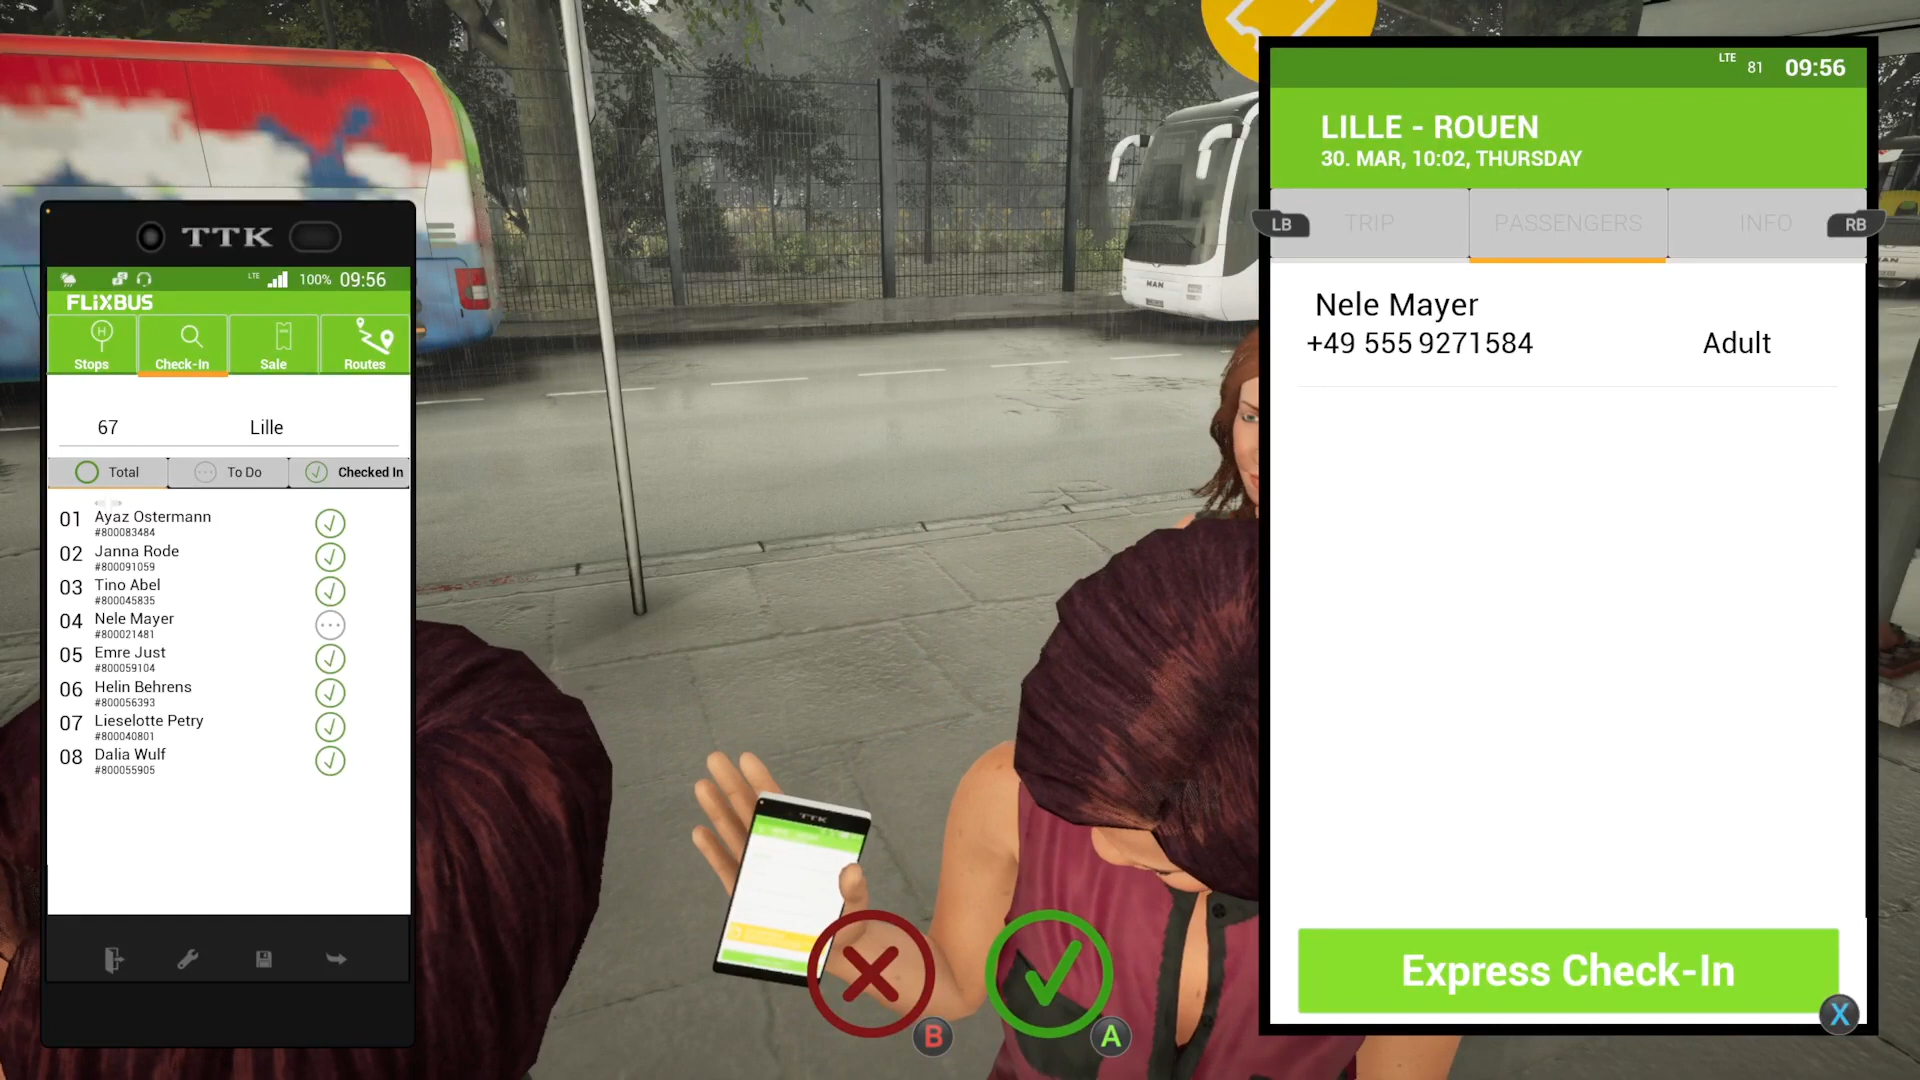 TTK
LTE 100% 09:56
FLiXBUS
H
Stops Check-In Sale Routes
67 Lille
Total To Do Checked In
01 Ayaz Ostermann
#800083484
02 Janna Rode
#800091059
03 Tino Abel
#800045835
04 Nele Mayer
#800021481
05 Emre Just
#800059104
06 Helin Behrens
#800056393
07 Lieselotte Petry
#800040801
08 Dalia Wulf
#800055905
MAN
TTK
B
A
LTE 81 09:56
LILLE - ROUEN
30. MAR, 10:02, THURSDAY
LB TRIP PASSENGERS INFO RB
Nele Mayer
+49 555 9271584 Adult
Express Check-In
X
MAN